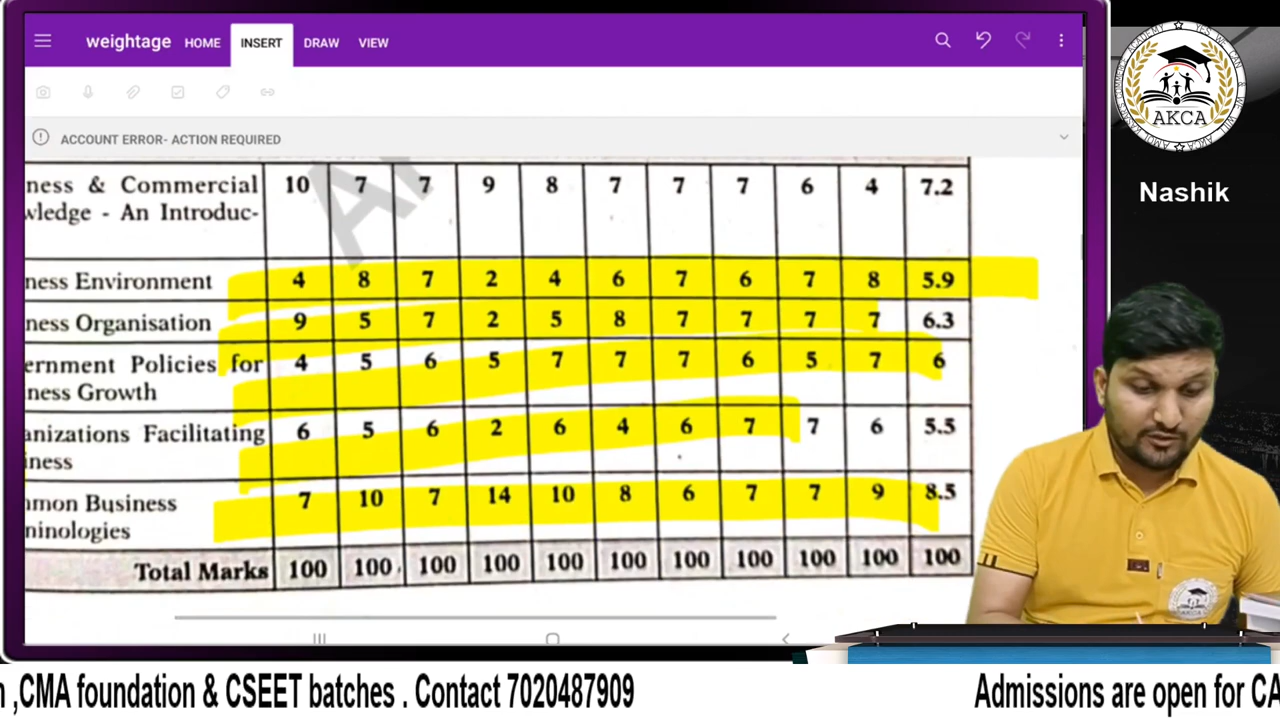 weightage HOME INSERT DRAW VIEW
ACCOUNT ERROR- ACTION REQUIRED
ness & Commercial 10 7 7 9 8 7 7 7 6 4 7.2
wledge - An Introduc-
ness Environment 4 8 7 2 4 6 7 6 7 8 5.9
ness Organisation 9 5 7 2 5 8 7 7 7 7 6.3
ernment Policies for 4 5 6 5 7 7 7 6 5 7 6
ness Growth
anizations Facilitating 6 5 6 2 6 4 6 7 7 6 5.5
iness
mon Business 7 10 7 14 10 8 6 7 7 9 8.5
ninologies
Total Marks 100 100 100 100 100 100 100 100 100 100 100
YES WE CAN & WE WILL
AKCA
Nashik
AKCA
n ,CMA foundation & CSEET batches . Contact 7020487909
Admissions are open for CA